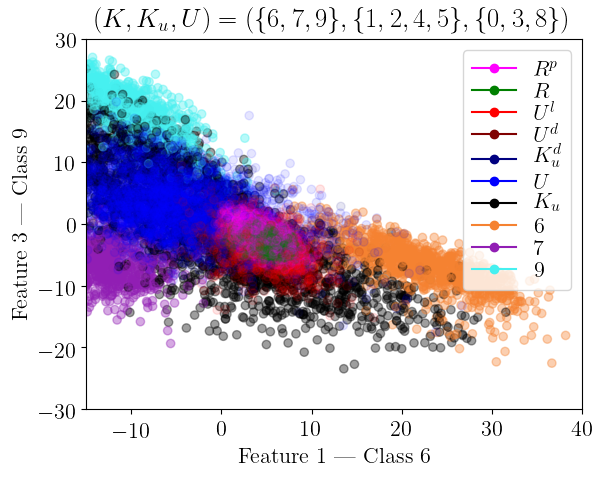 (K, K_u, U) = ({6, 7, 9}, {1, 2, 4, 5}, {0, 3, 8})
30
20
10
0
−10
−20
−30
Feature 3 — Class 9
R^p
R
U^l
U^d
K_u^d
U
K_u
6
7
9
−10
0
10
20
30
40
Feature 1 — Class 6